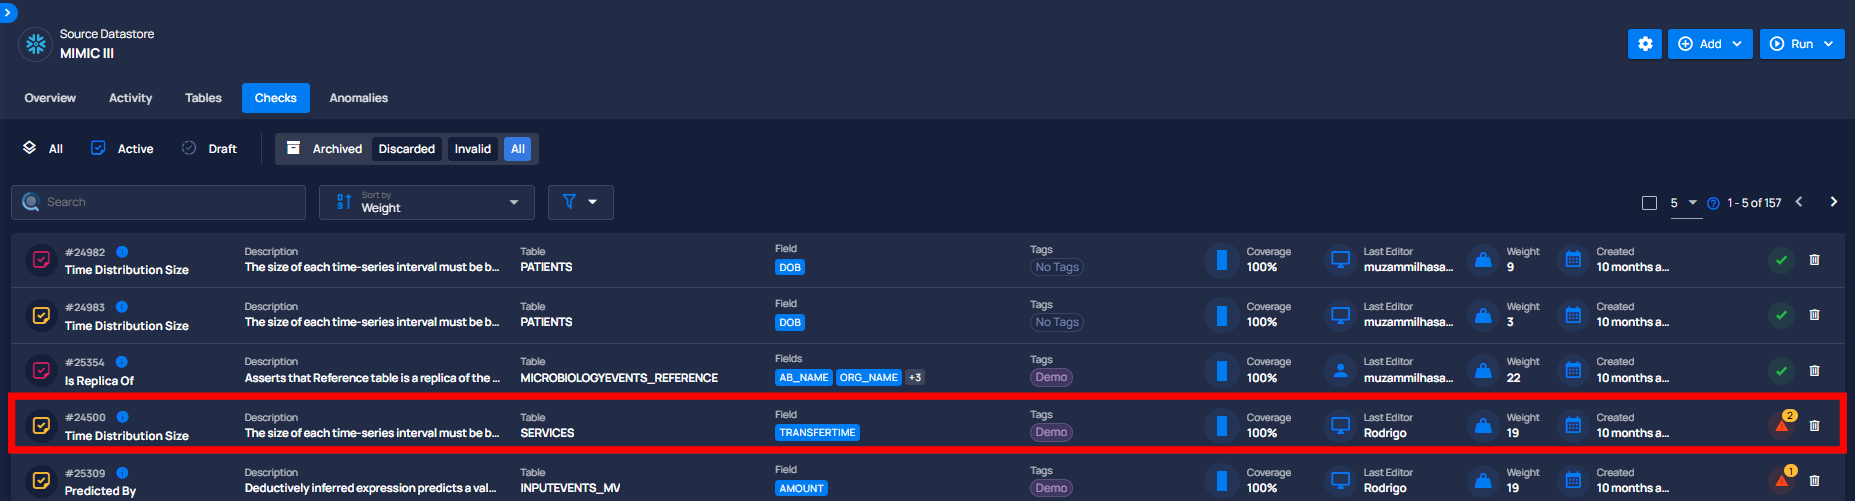 Source Datastore
MIMIC III
Add
Run
Overview Activity Tables Checks Anomalies
All Active Draft Archived Discarded Invalid All
Search
Sort by
Weight
5 1 - 5 of 157
#24982 Description Table Field Tags Coverage Last Editor Weight Created
Time Distribution Size The size of each time-series interval must be b... PATIENTS DOB No Tags 100% muzammilhasa... 9 10 months a...
#24983 Description Table Field Tags Coverage Last Editor Weight Created
Time Distribution Size The size of each time-series interval must be b... PATIENTS DOB No Tags 100% muzammilhasa... 3 10 months a...
#25354 Description Table Fields Tags Coverage Last Editor Weight Created
Is Replica Of Asserts that Reference table is a replica of the ... MICROBIOLOGYEVENTS_REFERENCE AB_NAME ORG_NAME +3 Demo 100% muzammilhasa... 22 10 months a...
#24500 Description Table Field Tags Coverage Last Editor Weight Created 2
Time Distribution Size The size of each time-series interval must be b... SERVICES TRANSFERTIME Demo 100% Rodrigo 19 10 months a...
#25309 Description Table Field Tags Coverage Last Editor Weight Created 1
Predicted By Deductively inferred expression predicts a val... INPUTEVENTS_MV AMOUNT Demo 100% Rodrigo 19 10 months a...